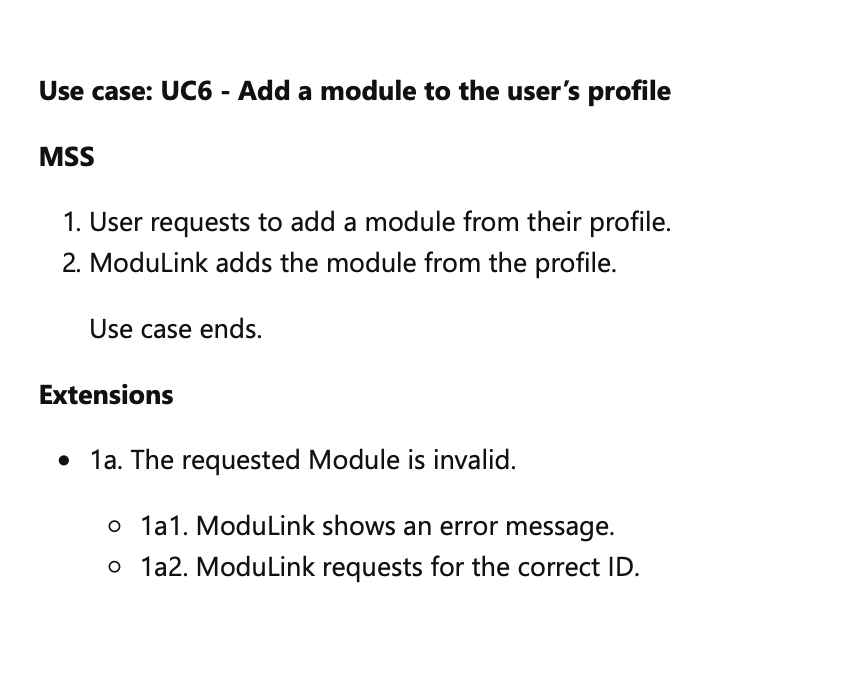 Use case: UC6 - Add a module to the user’s profile
MSS
1. User requests to add a module from their profile.
2. ModuLink adds the module from the profile.
Use case ends.
Extensions
• 1a. The requested Module is invalid.
○ 1a1. ModuLink shows an error message.
○ 1a2. ModuLink requests for the correct ID.